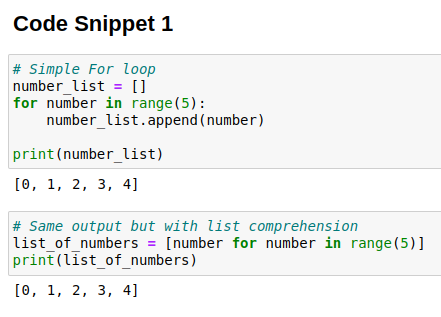 Code Snippet 1
# Simple For loop
number_list = []
for number in range(5):
    number_list.append(number)
print(number_list)
[0, 1, 2, 3, 4]
# Same output but with list comprehension
list_of_numbers = [number for number in range(5)]
print(list_of_numbers)
[0, 1, 2, 3, 4]